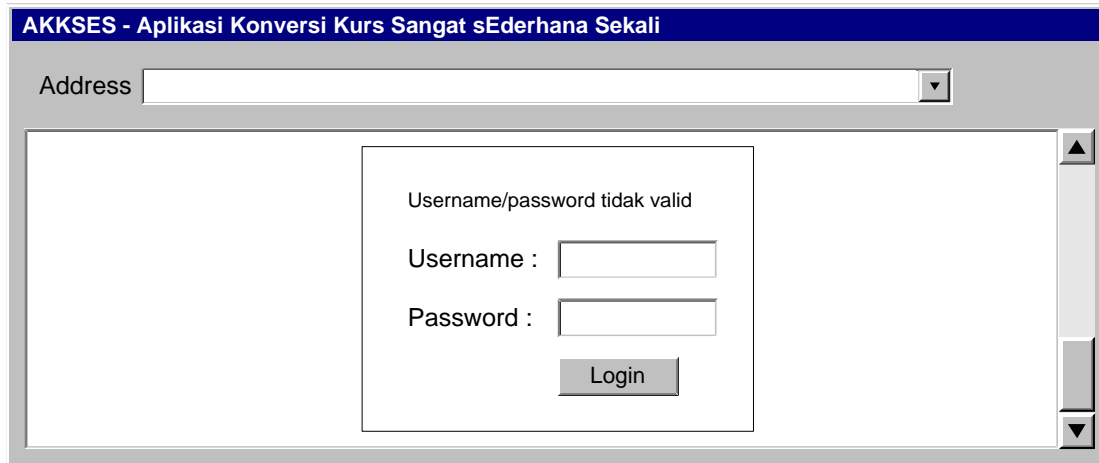 AKKSES - Aplikasi Konversi Kurs Sangat sEderhana Sekali
Address
Username/password tidak valid
Username :
Password :
Login